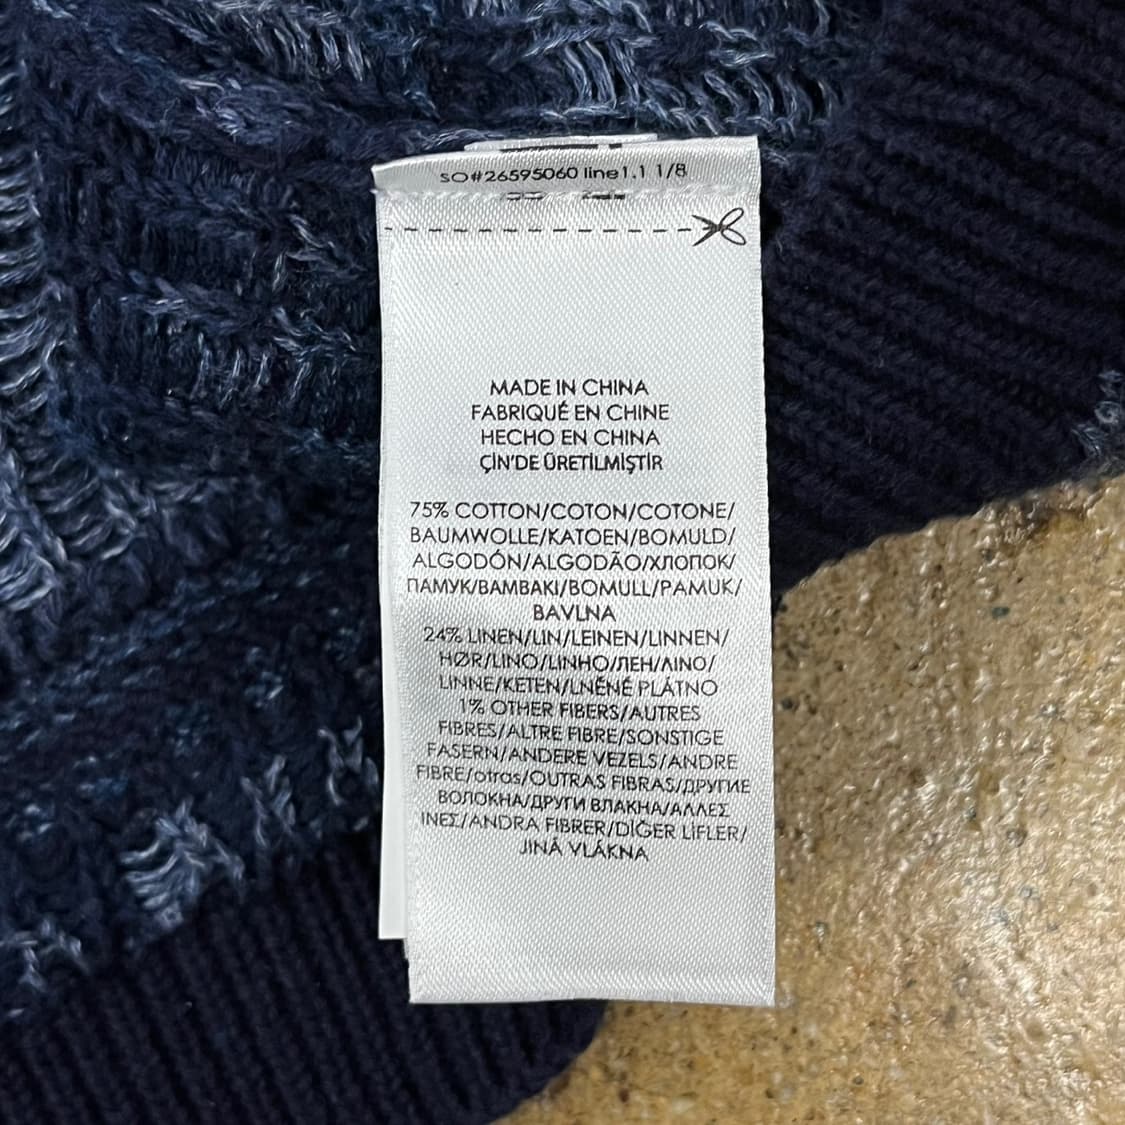 SO#26595060 line1.1 1/8
MADE IN CHINA
FABRIQUÉ EN CHINE
HECHO EN CHINA
ÇİN'DE ÜRETİLMİŞTİR
75% COTTON/COTON/COTONE/
BAUMWOLLE/KATOEN/BOMULD/
ALGODÓN/ALGODÃO/ХЛОПОК/
ПАМУК/ΒΑΜΒΑΚΙ/BOMULL/PAMUK/
BAVLNA
24% LINEN/LIN/LEINEN/LINNEN/
HØR/LINO/LINHO/ЛЕН/ΛΙΝΟ/
LINNE/KETEN/LNĚNÉ PLÁTNO
1% OTHER FIBERS/AUTRES
FIBRES/ALTRE FIBRE/SONSTIGE
FASERN/ANDERE VEZELS/ANDRE
FIBRE/otras/OUTRAS FIBRAS/ДРУГИЕ
ВОЛОКНА/ДРУГИ ВЛАКНА/ΑΛΛΕΣ
ΙΝΕΣ/ANDRA FIBRER/DİĞER LİFLER/
JINÁ VLÁKNA